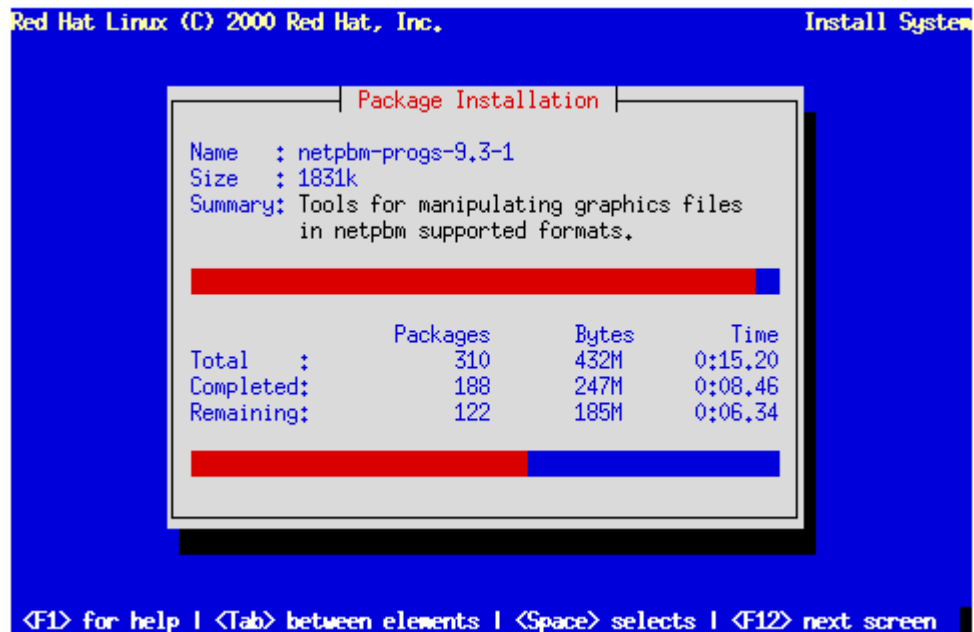 Red Hat Linux (C) 2000 Red Hat, Inc. Install System
Package Installation
Name : netpbm-progs-9.3-1
Size : 1831k
Summary: Tools for manipulating graphics files
in netpbm supported formats.
Packages Bytes Time
Total : 310 432M 0:15.20
Completed: 188 247M 0:08.46
Remaining: 122 185M 0:06.34
<F1> for help | <Tab> between elements | <Space> selects | <F12> next screen